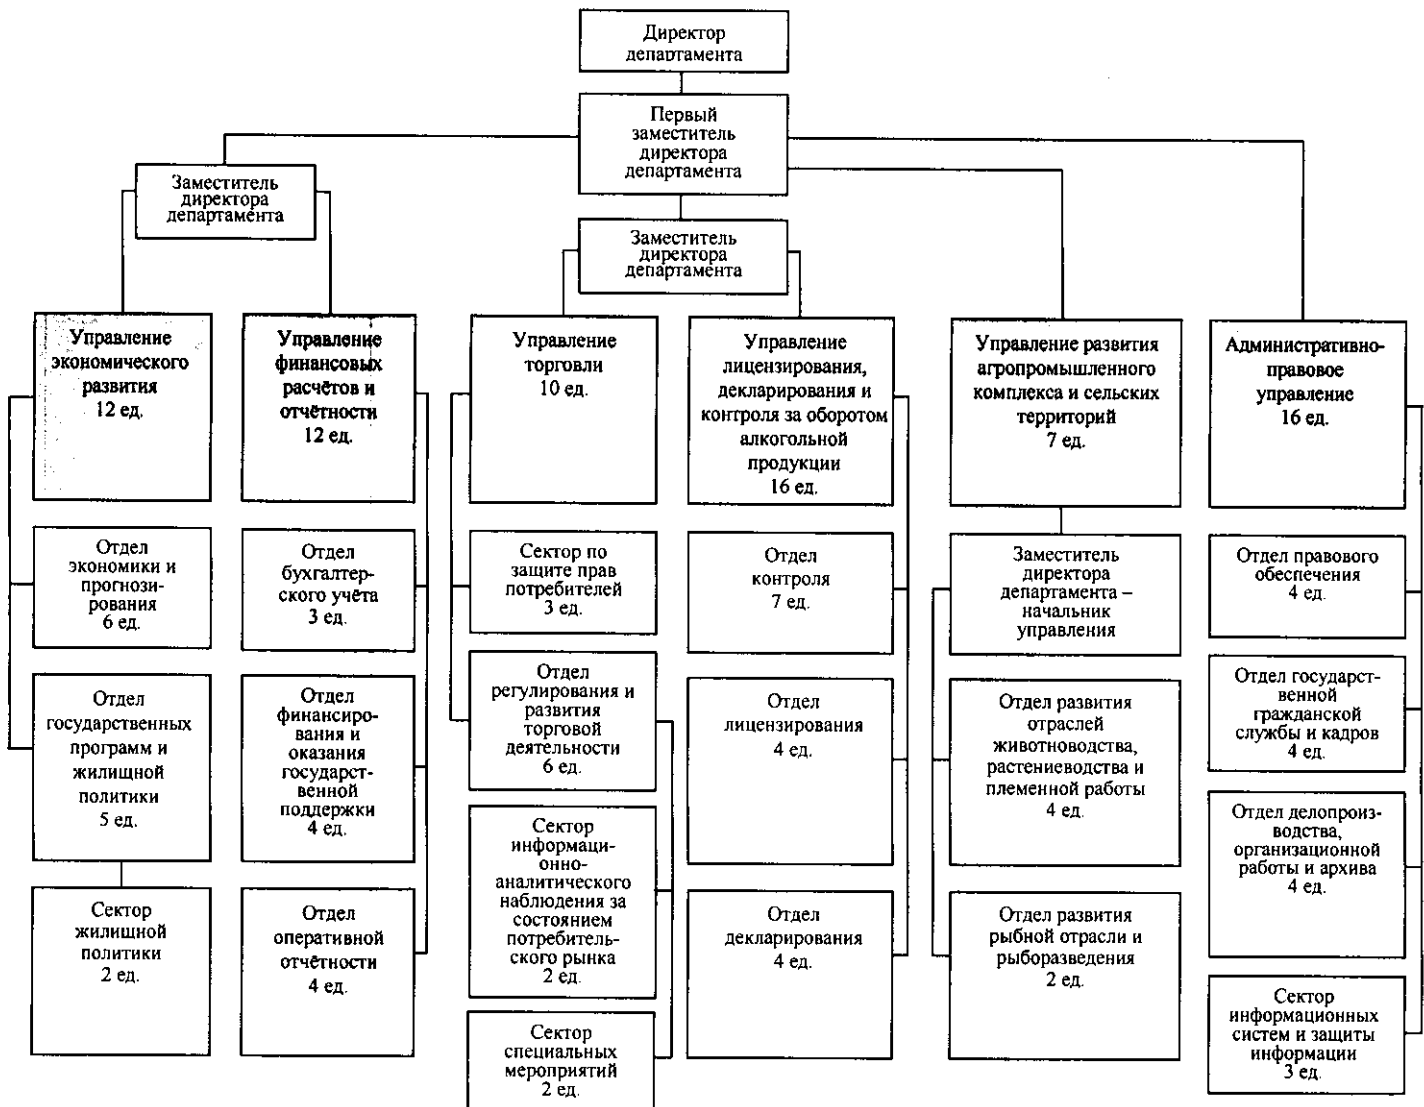 Директор
департамента
Первый
заместитель
директора
департамента
Заместитель
директора
департамента
Заместитель
директора
департамента
Управление
экономического
развития
12 ед.
Управление
финансовых
расчётов и
отчётности
12 ед.
Управление
торговли
10 ед.
Управление
лицензирования,
декларирования и
контроля за оборотом
алкогольной
продукции
16 ед.
Управление развития
агропромышленного
комплекса и сельских
территорий
7 ед.
Административно-
правовое
управление
16 ед.
Отдел
экономики и
прогнози-
рования
6 ед.
Отдел
бухгалтер-
ского учёта
3 ед.
Сектор по
защите прав
потребителей
3 ед.
Отдел
контроля
7 ед.
Заместитель
директора
департамента –
начальник
управления
Отдел правового
обеспечения
4 ед.
Отдел
государственных
программ и
жилищной
политики
5 ед.
Отдел
финансиро-
вания и
оказания
государст-
венной
поддержки
4 ед.
Отдел
регулирования и
развития
торговой
деятельности
6 ед.
Отдел
лицензирования
4 ед.
Отдел развития
отраслей
животноводства,
растениеводства и
племенной работы
4 ед.
Отдел государст-
венной
гражданской
службы и кадров
4 ед.
Сектор
информаци-
онно-
аналитического
наблюдения за
состоянием
потребитель-
ского рынка
2 ед.
Отдел делопроиз-
водства,
организационной
работы и архива
4 ед.
Сектор
жилищной
политики
2 ед.
Отдел
оперативной
отчётности
4 ед.
Отдел
декларирования
4 ед.
Отдел развития
рыбной отрасли и
рыборазведения
2 ед.
Сектор
специальных
мероприятий
2 ед.
Сектор
информационных
систем и защиты
информации
3 ед.